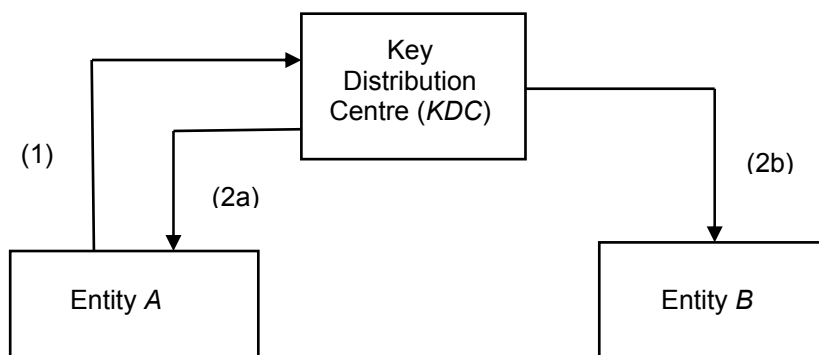 Key
Distribution
Centre (KDC)
(1)
(2a)
(2b)
Entity A
Entity B